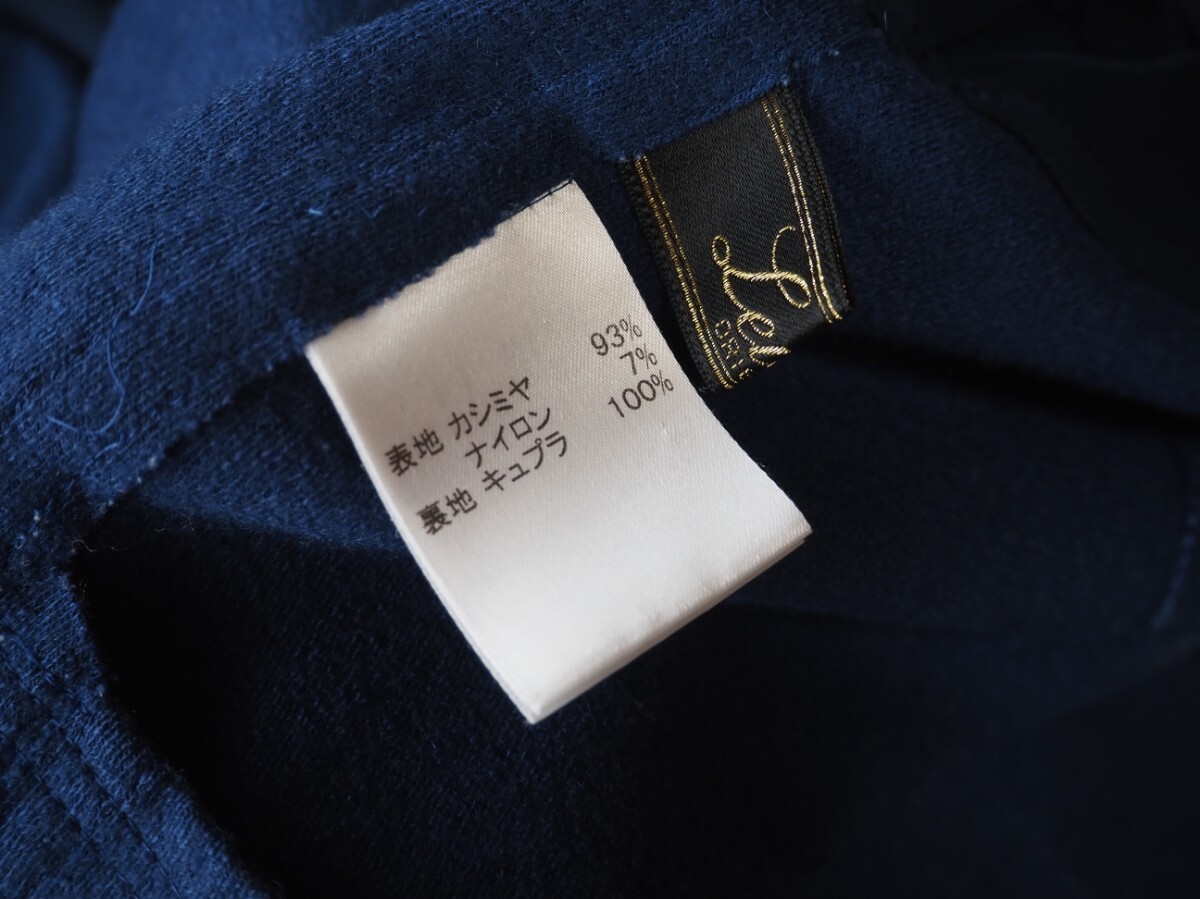 表地 カシミヤ 93%
ナイロン 7%
裏地 キュプラ 100%